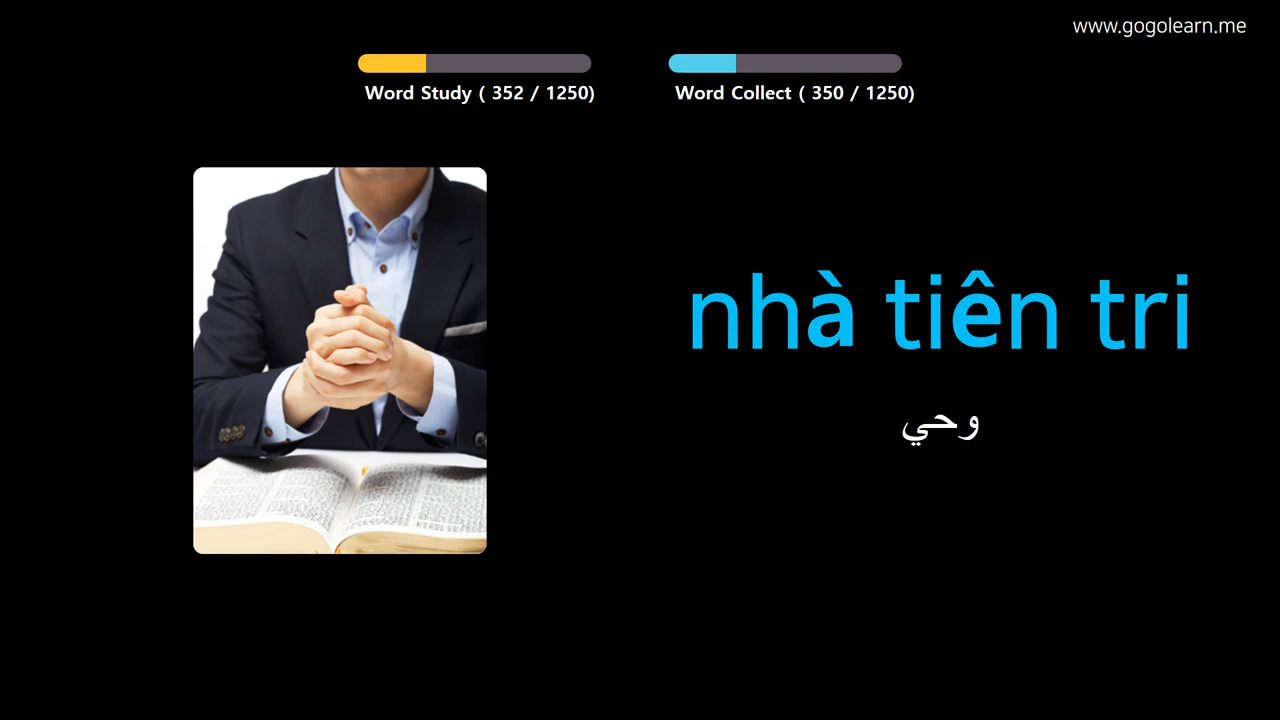 www.gogolearn.me
Word Study ( 352 / 1250)
Word Collect ( 350 / 1250)
nhà tiên tri
وحي